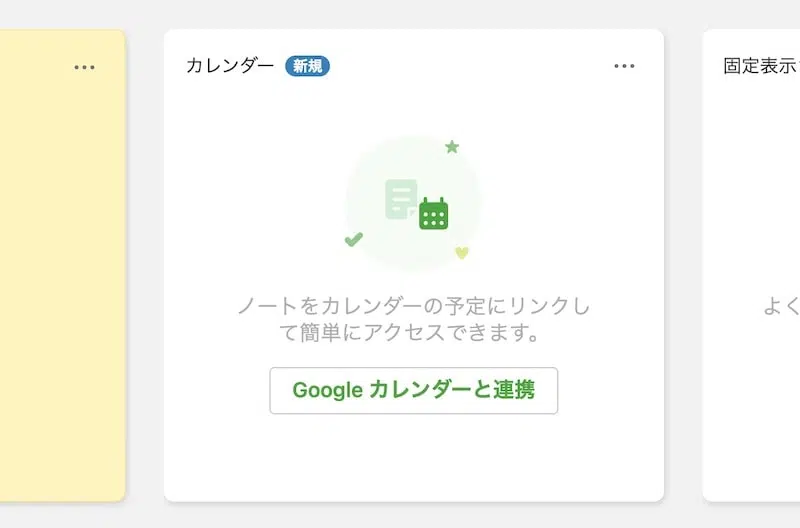 カレンダー 新規
固定表示
ノートをカレンダーの予定にリンクし
て簡単にアクセスできます。
よく
Google カレンダーと連携